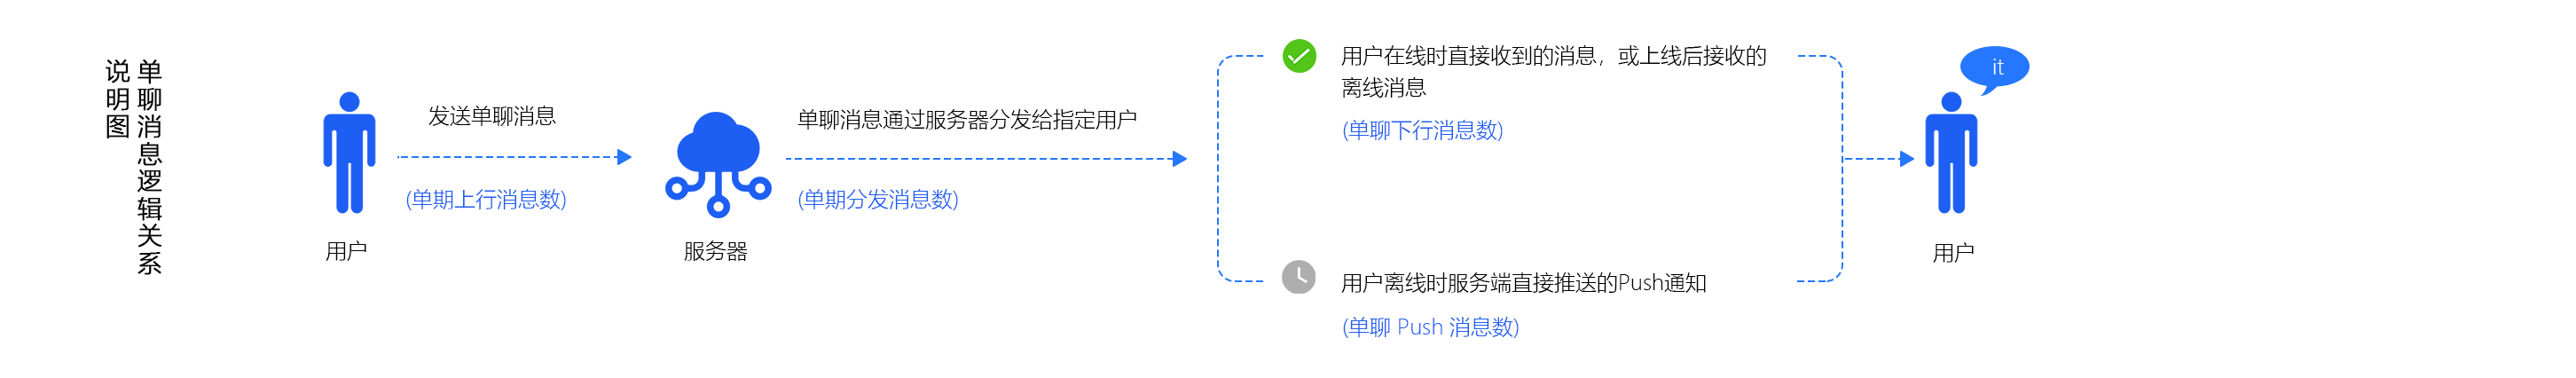 单聊消息逻辑关系
说明图
发送单聊消息
(单期上行消息数)
用户
服务器
单聊消息通过服务器分发给指定用户
(单期分发消息数)
用户在线时直接收到的消息，或上线后接收的
离线消息
(单聊下行消息数)
用户离线时服务端直接推送的Push通知
(单聊 Push 消息数)
it
用户